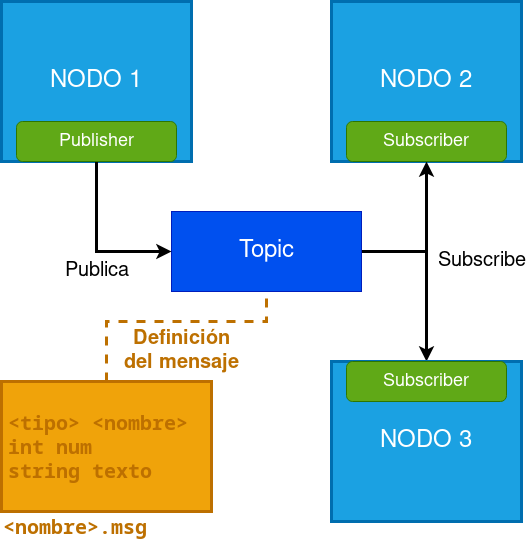 NODO 1
Publisher
NODO 2
Subscriber
Topic
Publica
Subscribe
Definición
del mensaje
<tipo> <nombre>
int num
string texto
<nombre>.msg
Subscriber
NODO 3